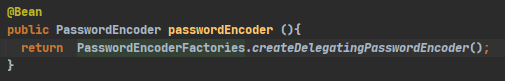 @Bean
public PasswordEncoder passwordEncoder (){
return PasswordEncoderFactories.createDelegatingPasswordEncoder();
}